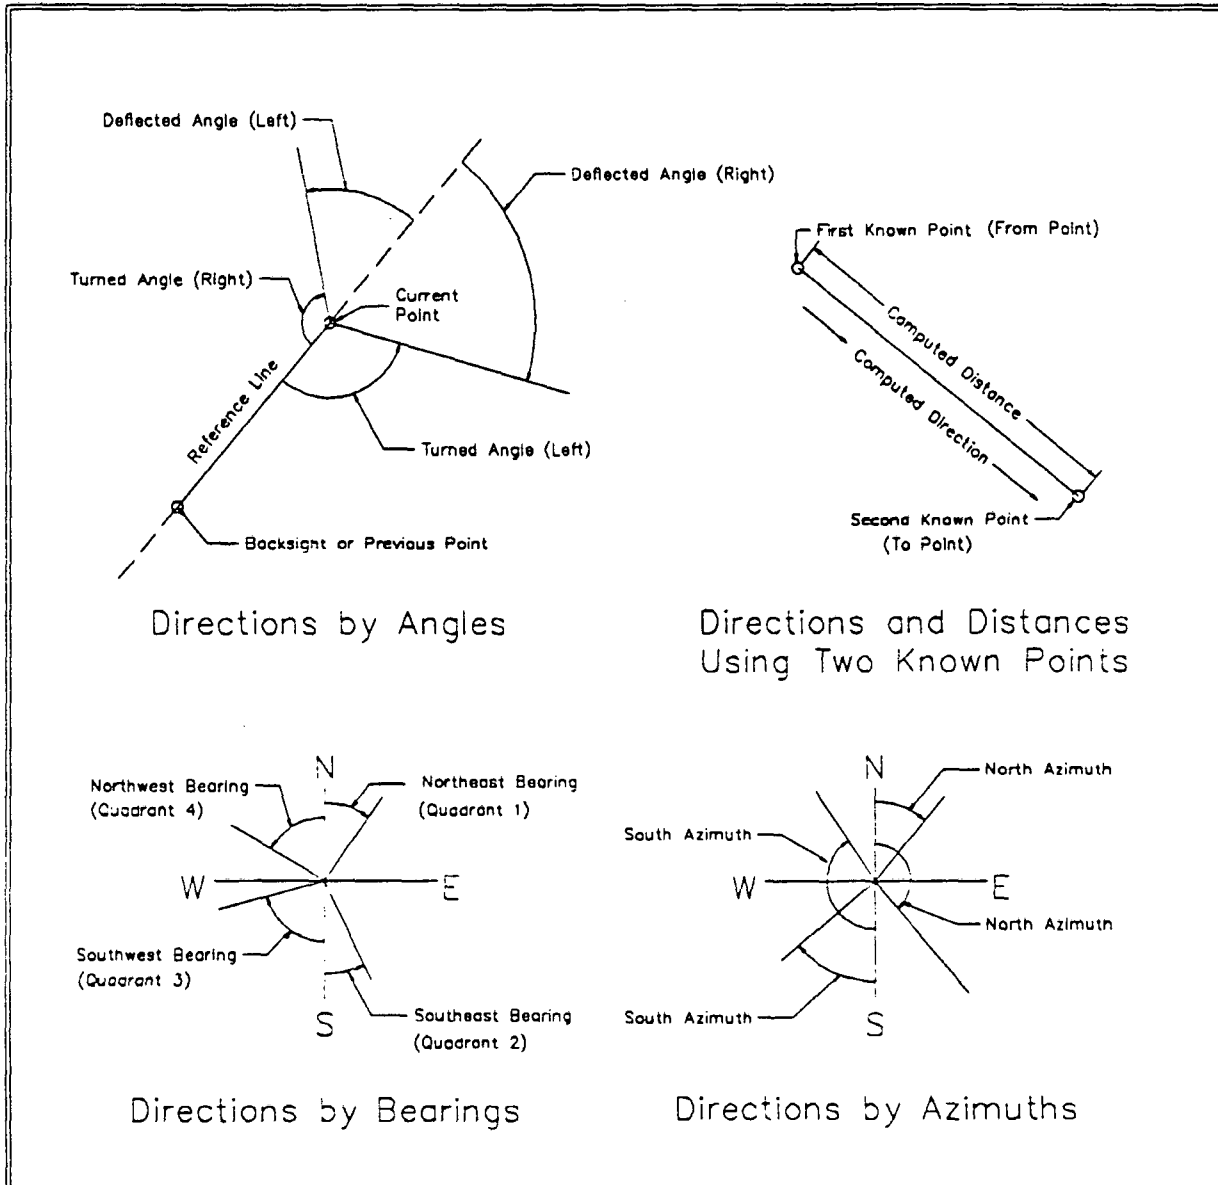 Deflected Angle (Left)
Deflected Angle (Right)
Turned Angle (Right)
Current
Point
Reference Line
Turned Angle (Left)
Backsight or Previous Point
Directions by Angles
First Known Point (From Point)
Computed Distance
Computed Direction
Second Known Point
(To Point)
Directions and Distances
Using Two Known Points
N
Northwest Bearing
(Quadrant 4)
Northeast Bearing
(Quadrant 1)
W
E
Southwest Bearing
(Quadrant 3)
Southeast Bearing
(Quadrant 2)
S
Directions by Bearings
N
North Azimuth
South Azimuth
W
E
North Azimuth
South Azimuth
S
Directions by Azimuths